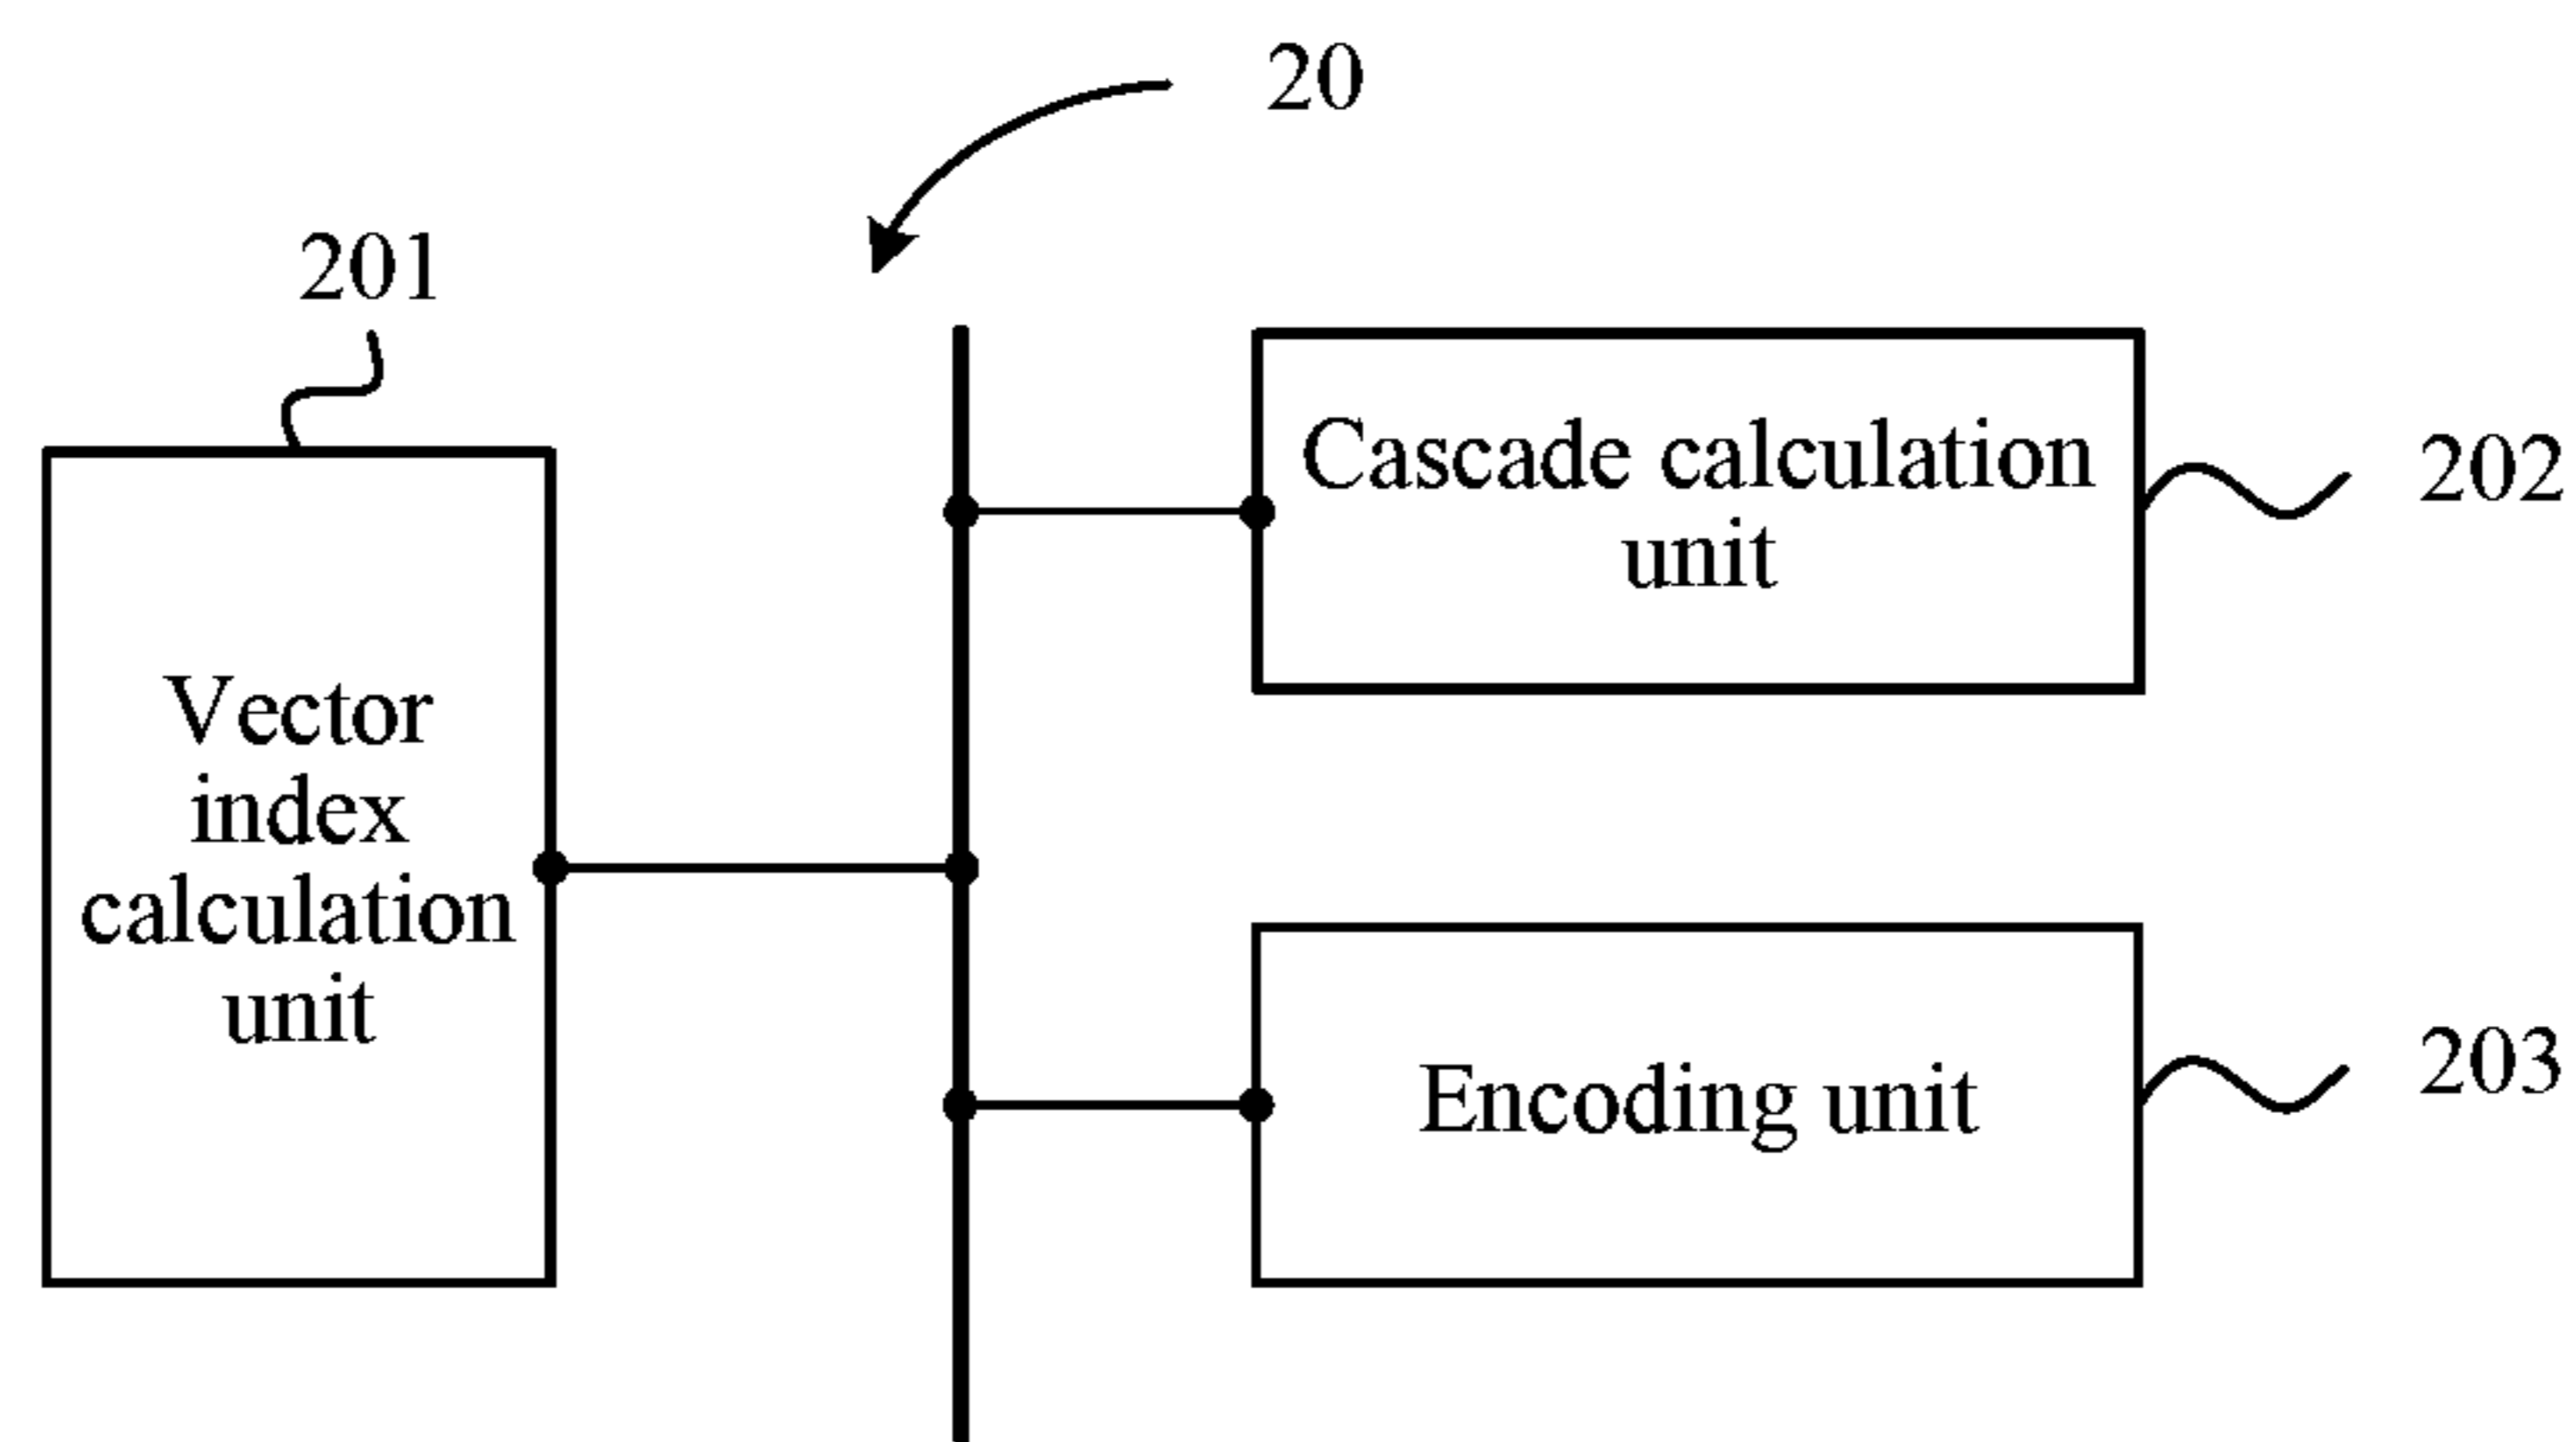 20
201
Vector
index
calculation
unit
Cascade calculation
unit
202
Encoding unit
203